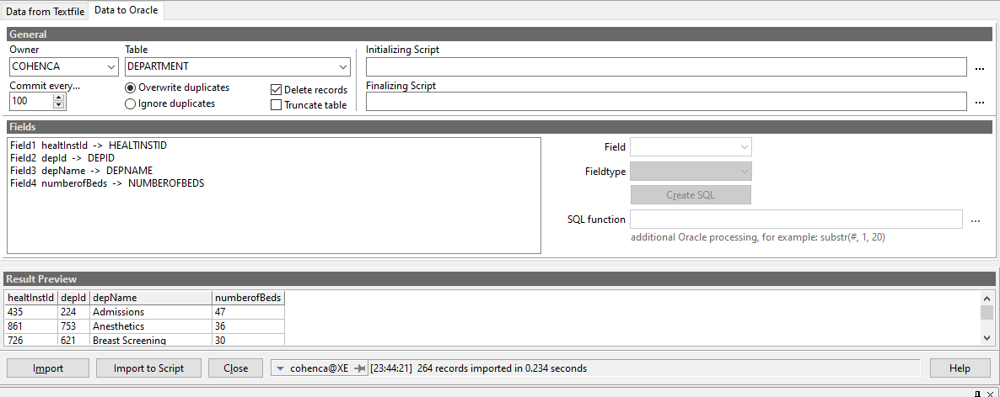 Data from Textfile Data to Oracle
General
Owner Table Initializing Script
COHENCA DEPARTMENT ...
Commit every... Overwrite duplicates Delete records Finalizing Script
100 Ignore duplicates Truncate table ...
Fields
Field1 healtInstId -> HEALTINSTID
Field2 depId -> DEPID
Field3 depName -> DEPNAME
Field4 numberofBeds -> NUMBEROFBEDS
Field
Fieldtype
Create SQL
SQL function ...
additional Oracle processing, for example: substr(#, 1, 20)
Result Preview
healtInstId depId depName numberofBeds
435 224 Admissions 47
861 753 Anesthetics 36
726 621 Breast Screening 30
Import Import to Script Close cohenca@XE [23:44:21] 264 records imported in 0.234 seconds Help